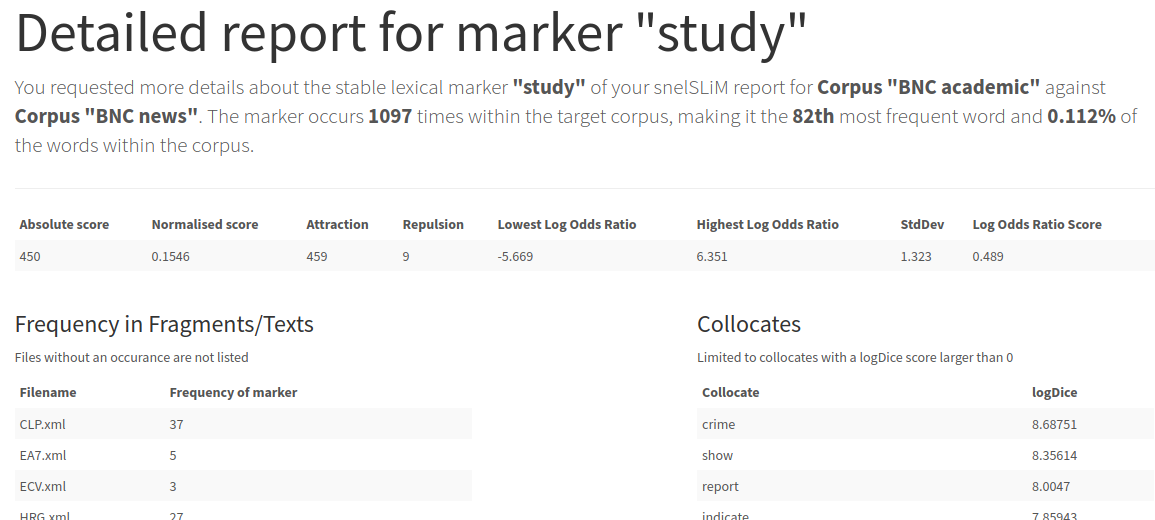 Detailed report for marker "study"
You requested more details about the stable lexical marker "study" of your snelSLiM report for Corpus "BNC academic" against
Corpus "BNC news". The marker occurs 1097 times within the target corpus, making it the 82th most frequent word and 0.112% of
the words within the corpus.
Absolute score Normalised score Attraction Repulsion Lowest Log Odds Ratio Highest Log Odds Ratio StdDev Log Odds Ratio Score
450 0.1546 459 9 -5.669 6.351 1.323 0.489
Frequency in Fragments/Texts
Files without an occurance are not listed
Filename Frequency of marker
CLP.xml 37
EA7.xml 5
ECV.xml 3
HRG.xml 27
Collocates
Limited to collocates with a logDice score larger than 0
Collocate logDice
crime 8.68751
show 8.35614
report 8.0047
indicate 7.85943